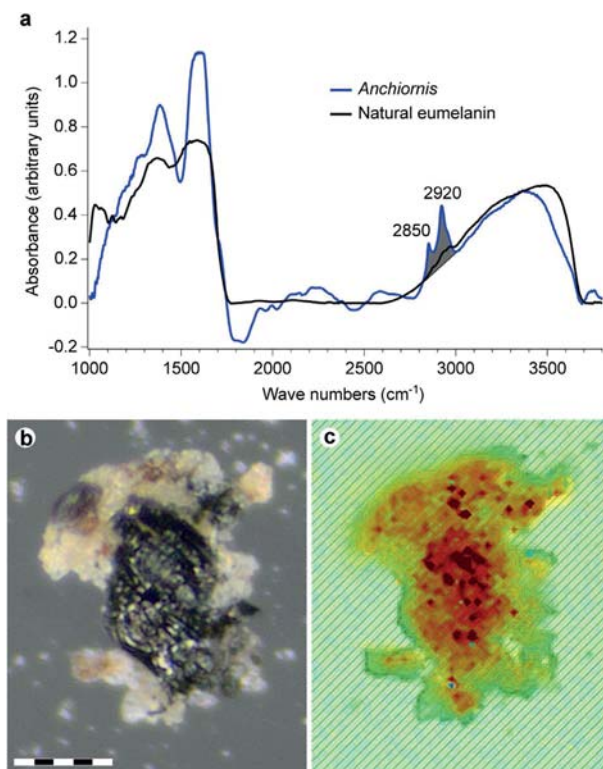 a
1.2
1.0
0.8
0.6
0.4
0.2
0.0
-0.2
Absorbance (arbitrary units)
Anchiornis
Natural eumelanin
2920
2850
1000 1500 2000 2500 3000 3500
Wave numbers (cm⁻¹)
b
c